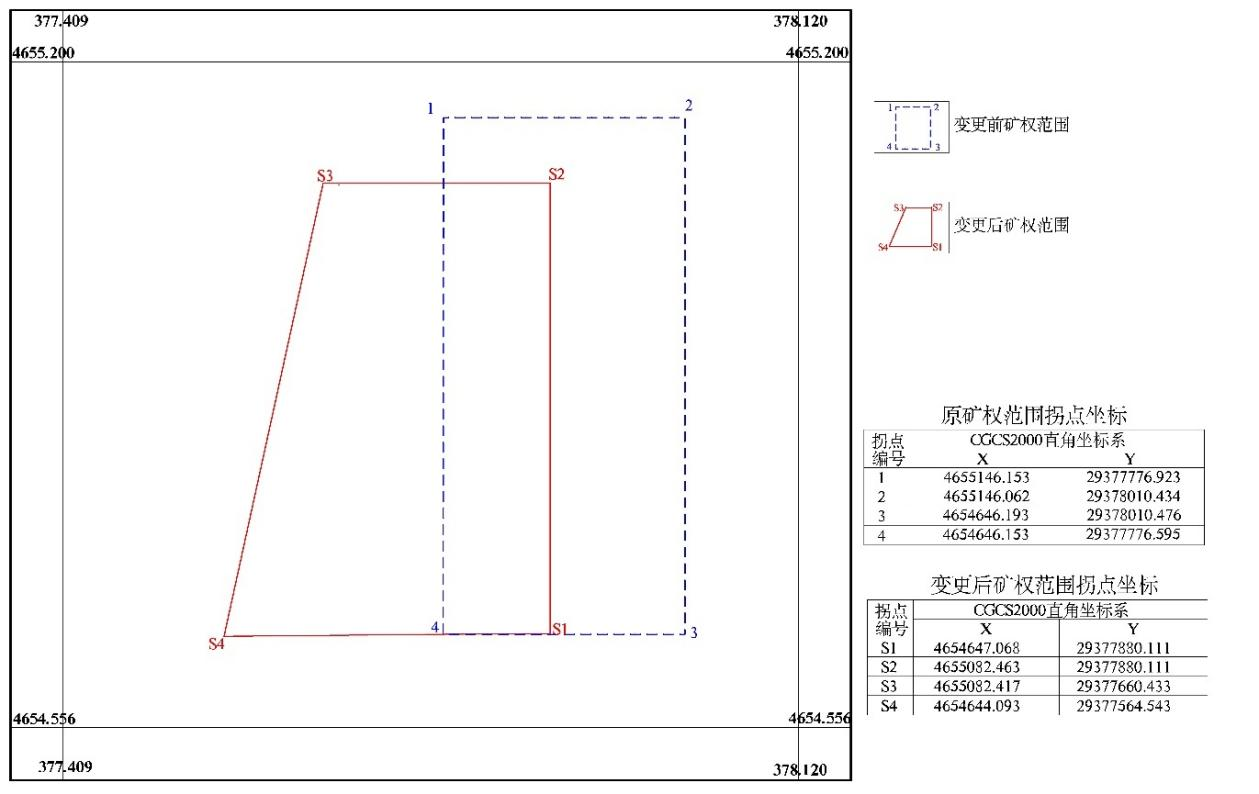 377.409
378.120
4655.200
4655.200
1
2
S3
S2
4
S1
3
S4
4654.556
4654.556
377.409
378.120
1
2
4
3
变更前矿权范围
S3
S2
S4
S1
变更后矿权范围
原矿权范围拐点坐标
拐点编号 CGCS2000直角坐标系
X Y
1 4655146.153 29377776.923
2 4655146.062 29378010.434
3 4654646.193 29378010.476
4 4654646.153 29377776.595
变更后矿权范围拐点坐标
拐点编号 CGCS2000直角坐标系
X Y
S1 4654647.068 29377880.111
S2 4655082.463 29377880.111
S3 4655082.417 29377660.433
S4 4654644.093 29377564.543